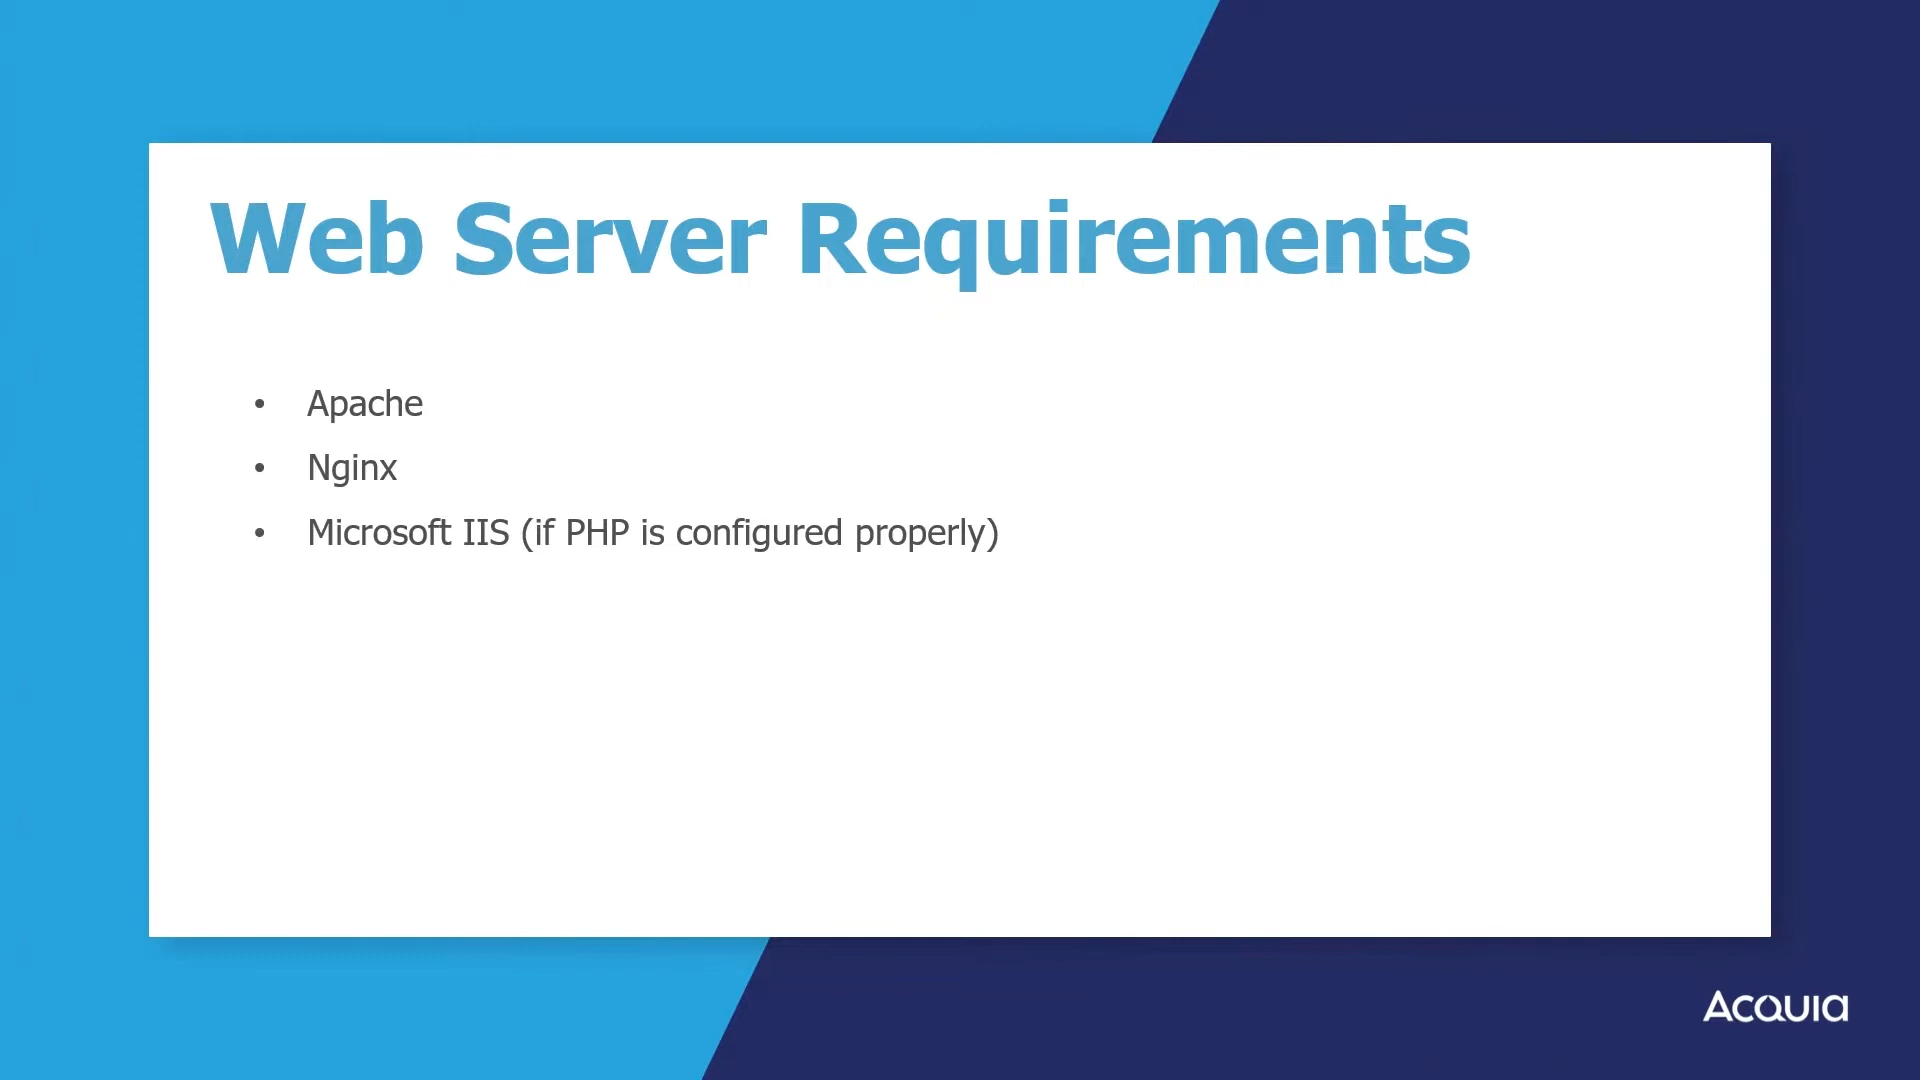 Web Server Requirements
• Apache
• Nginx
• Microsoft IIS (if PHP is configured properly)
Acquia